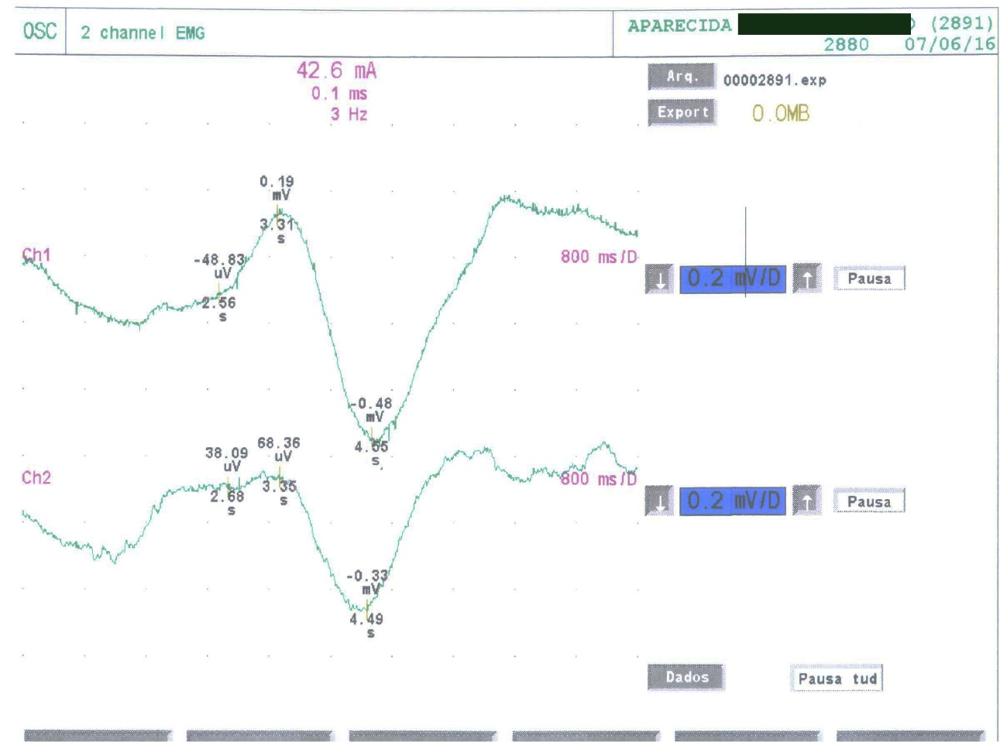 OSC
2 channel EMG
APARECIDA
(2891)
2880 07/06/16
42.6 mA
0.1 ms
3 Hz
Arq.
00002891.exp
Export
0.0MB
0.19
mV
3.31
s
Ch1
-48.83
uV
2.56
s
800 ms/D
↓
0.2 mV/D
↑
Pausa
-0.48
mV
4.55
s
38.09
uV
2.68
s
68.36
uV
3.35
s
Ch2
800 ms/D
↓
0.2 mV/D
↑
Pausa
-0.33
mV
4.49
s
Dados
Pausa tud